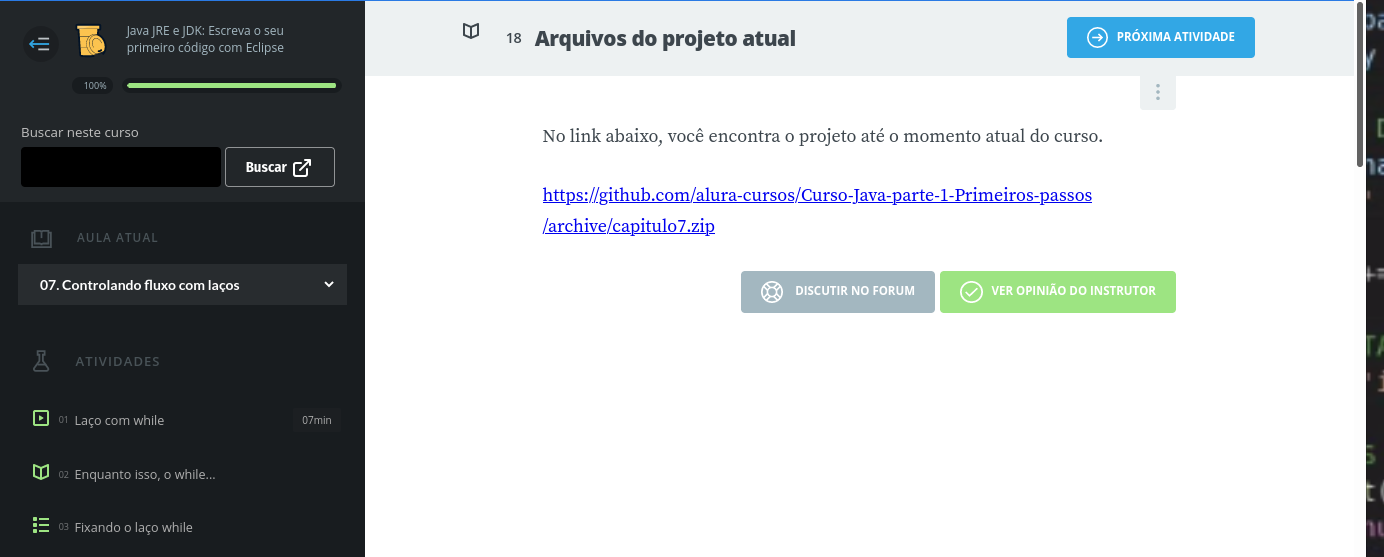 Java JRE e JDK: Escreva o seu
primeiro código com Eclipse
100%
Buscar neste curso
Buscar
AULA ATUAL
07. Controlando fluxo com laços
ATIVIDADES
01 Laço com while 07min
02 Enquanto isso, o while...
03 Fixando o laço while
18 Arquivos do projeto atual
PRÓXIMA ATIVIDADE
No link abaixo, você encontra o projeto até o momento atual do curso.
https://github.com/alura-cursos/Curso-Java-parte-1-Primeiros-passos
/archive/capitulo7.zip
DISCUTIR NO FORUM
VER OPINIÃO DO INSTRUTOR